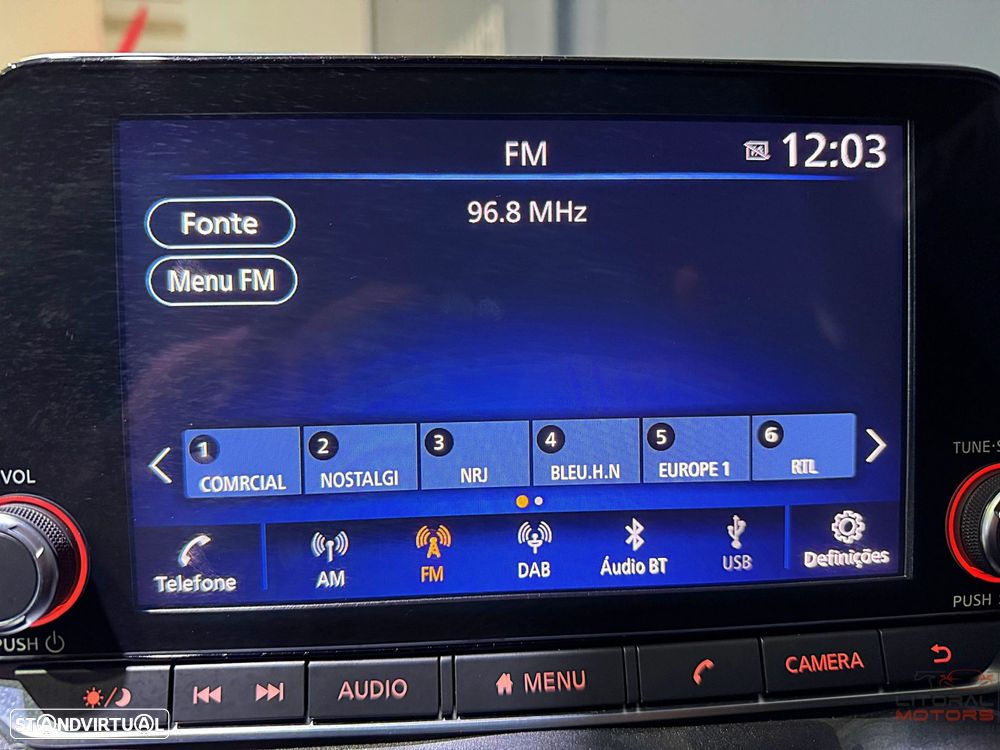 FM
12:03
Fonte
96.8 MHz
Menu FM
1 COMRCIAL
2 NOSTALGI
3 NRJ
4 BLEU.H.N
5 EUROPE 1
6 RTL
VOL
TUNE·S
Telefone
AM
FM
DAB
Áudio BT
USB
Definições
PUSH
PUSH
AUDIO
MENU
CAMERA
STANDVIRTUAL
LITORAL
MOTORS